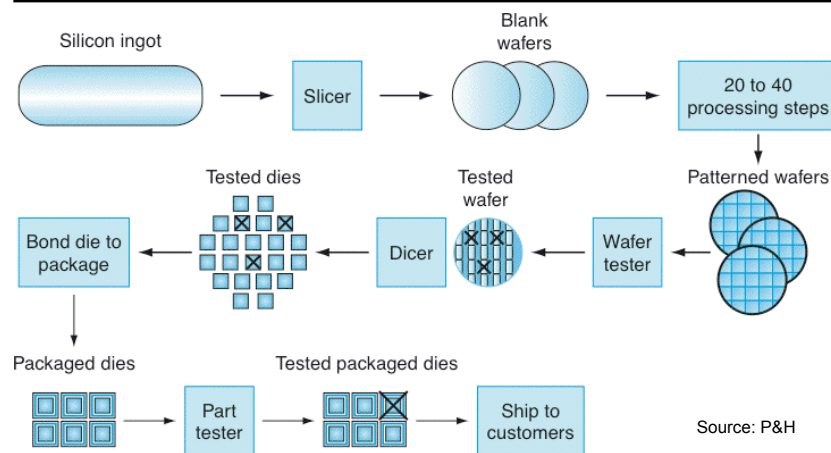 Silicon ingot
Slicer
Blank
wafers
20 to 40
processing steps
Patterned wafers
Wafer
tester
Tested
wafer
Dicer
Tested dies
Bond die to
package
Packaged dies
Part
tester
Tested packaged dies
Ship to
customers
Source: P&H